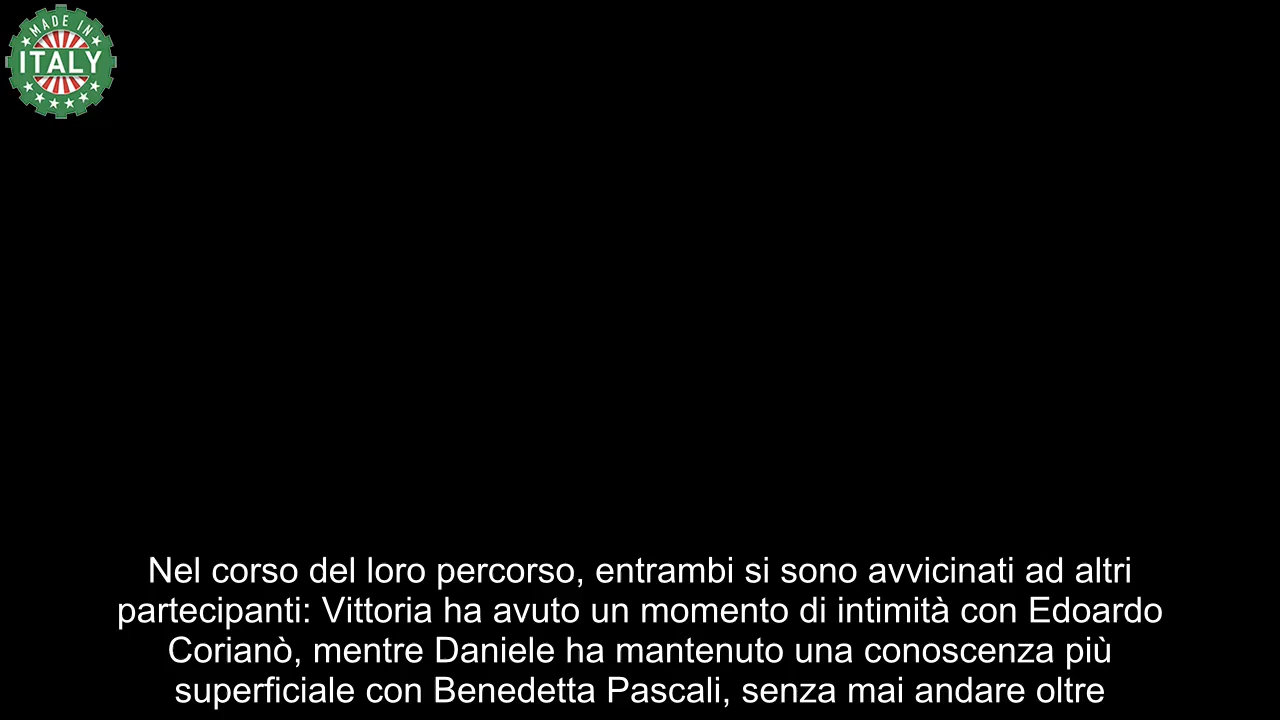 MADE IN
ITALY
Nel corso del loro percorso, entrambi si sono avvicinati ad altri
partecipanti: Vittoria ha avuto un momento di intimità con Edoardo
Corianò, mentre Daniele ha mantenuto una conoscenza più
superficiale con Benedetta Pascali, senza mai andare oltre